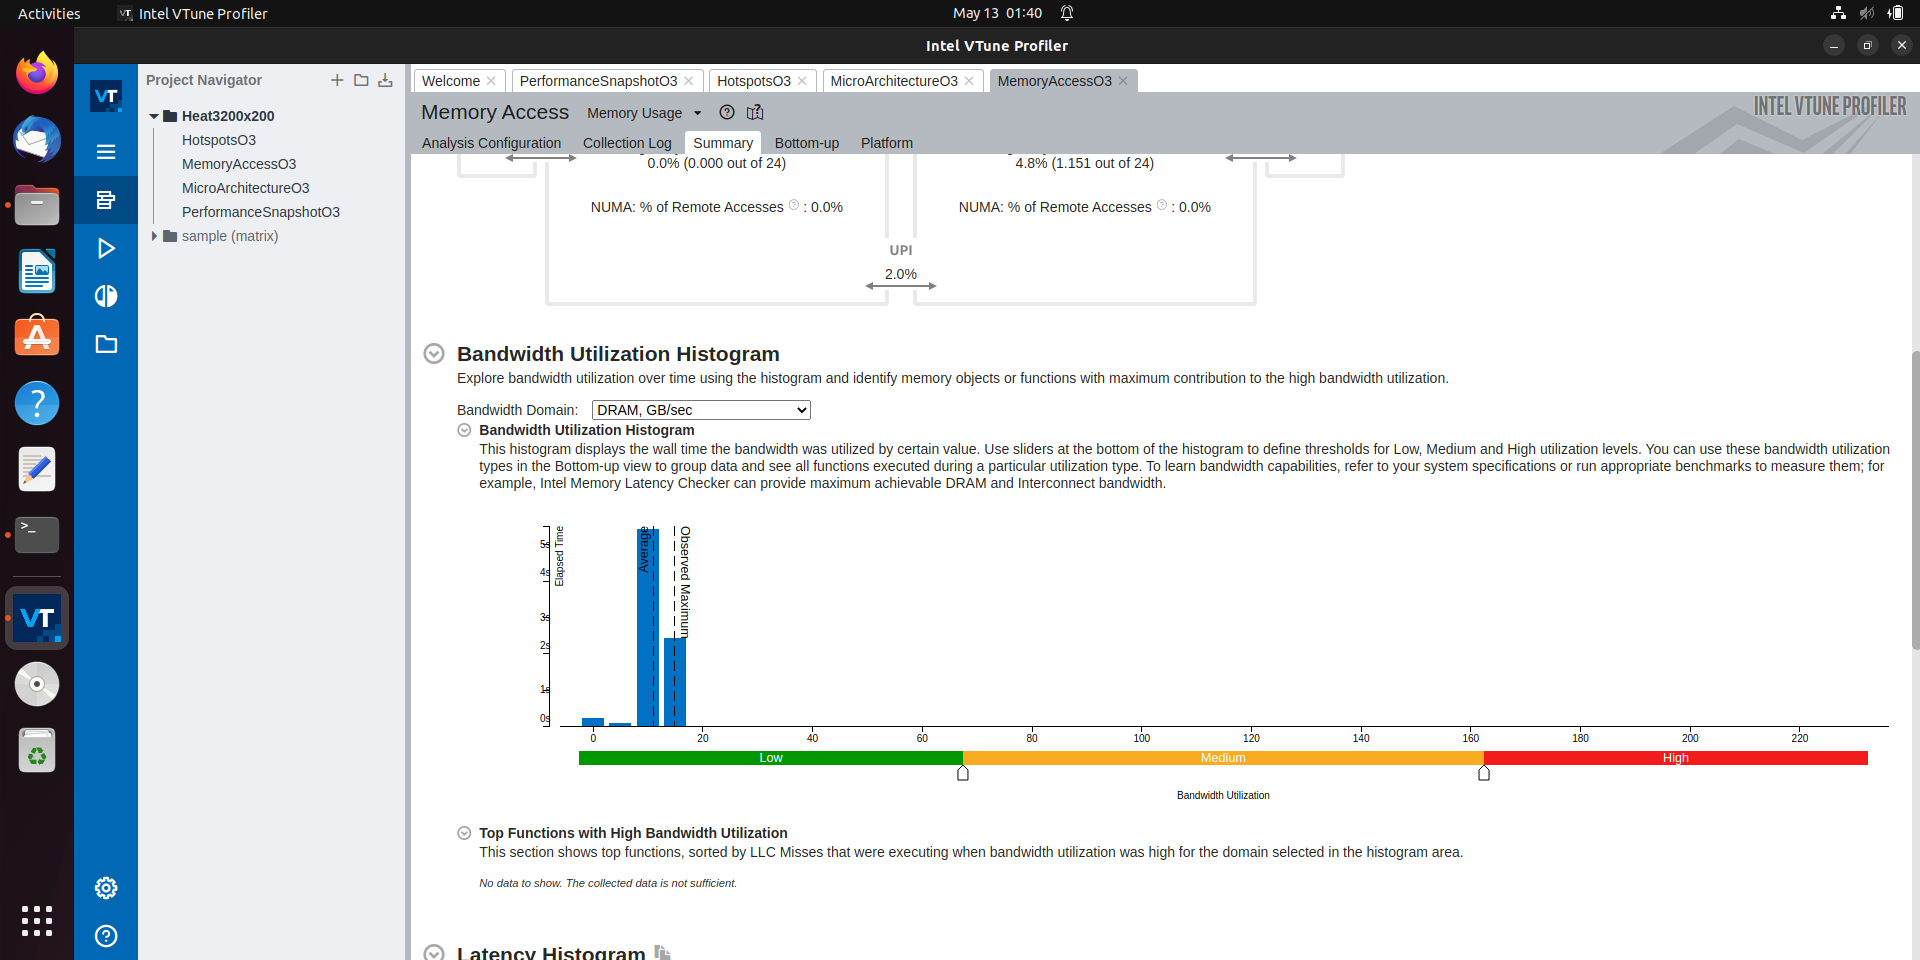 Activities
VT Intel VTune Profiler
May 13 01:40
Intel VTune Profiler
Project Navigator
VT
Welcome
PerformanceSnapshotO3
HotspotsO3
MicroArchitectureO3
MemoryAccessO3
Heat3200x200
HotspotsO3
MemoryAccessO3
MicroArchitectureO3
PerformanceSnapshotO3
sample (matrix)
Memory Access
Memory Usage
INTEL VTUNE PROFILER
Analysis Configuration
Collection Log
Summary
Bottom-up
Platform
0.0% (0.000 out of 24)
4.8% (1.151 out of 24)
NUMA: % of Remote Accesses ? : 0.0%
NUMA: % of Remote Accesses ? : 0.0%
UPI
2.0%
Bandwidth Utilization Histogram
Explore bandwidth utilization over time using the histogram and identify memory objects or functions with maximum contribution to the high bandwidth utilization.
Bandwidth Domain: DRAM, GB/sec
Bandwidth Utilization Histogram
This histogram displays the wall time the bandwidth was utilized by certain value. Use sliders at the bottom of the histogram to define thresholds for Low, Medium and High utilization levels. You can use these bandwidth utilization
types in the Bottom-up view to group data and see all functions executed during a particular utilization type. To learn bandwidth capabilities, refer to your system specifications or run appropriate benchmarks to measure them; for
example, Intel Memory Latency Checker can provide maximum achievable DRAM and Interconnect bandwidth.
Elapsed Time
5s
4s
3s
2s
1s
0s
Average
Observed Maximum
0 20 40 60 80 100 120 140 160 180 200 220
Low Medium High
Bandwidth Utilization
Top Functions with High Bandwidth Utilization
This section shows top functions, sorted by LLC Misses that were executing when bandwidth utilization was high for the domain selected in the histogram area.
No data to show. The collected data is not sufficient.
Latency Histogram
VT